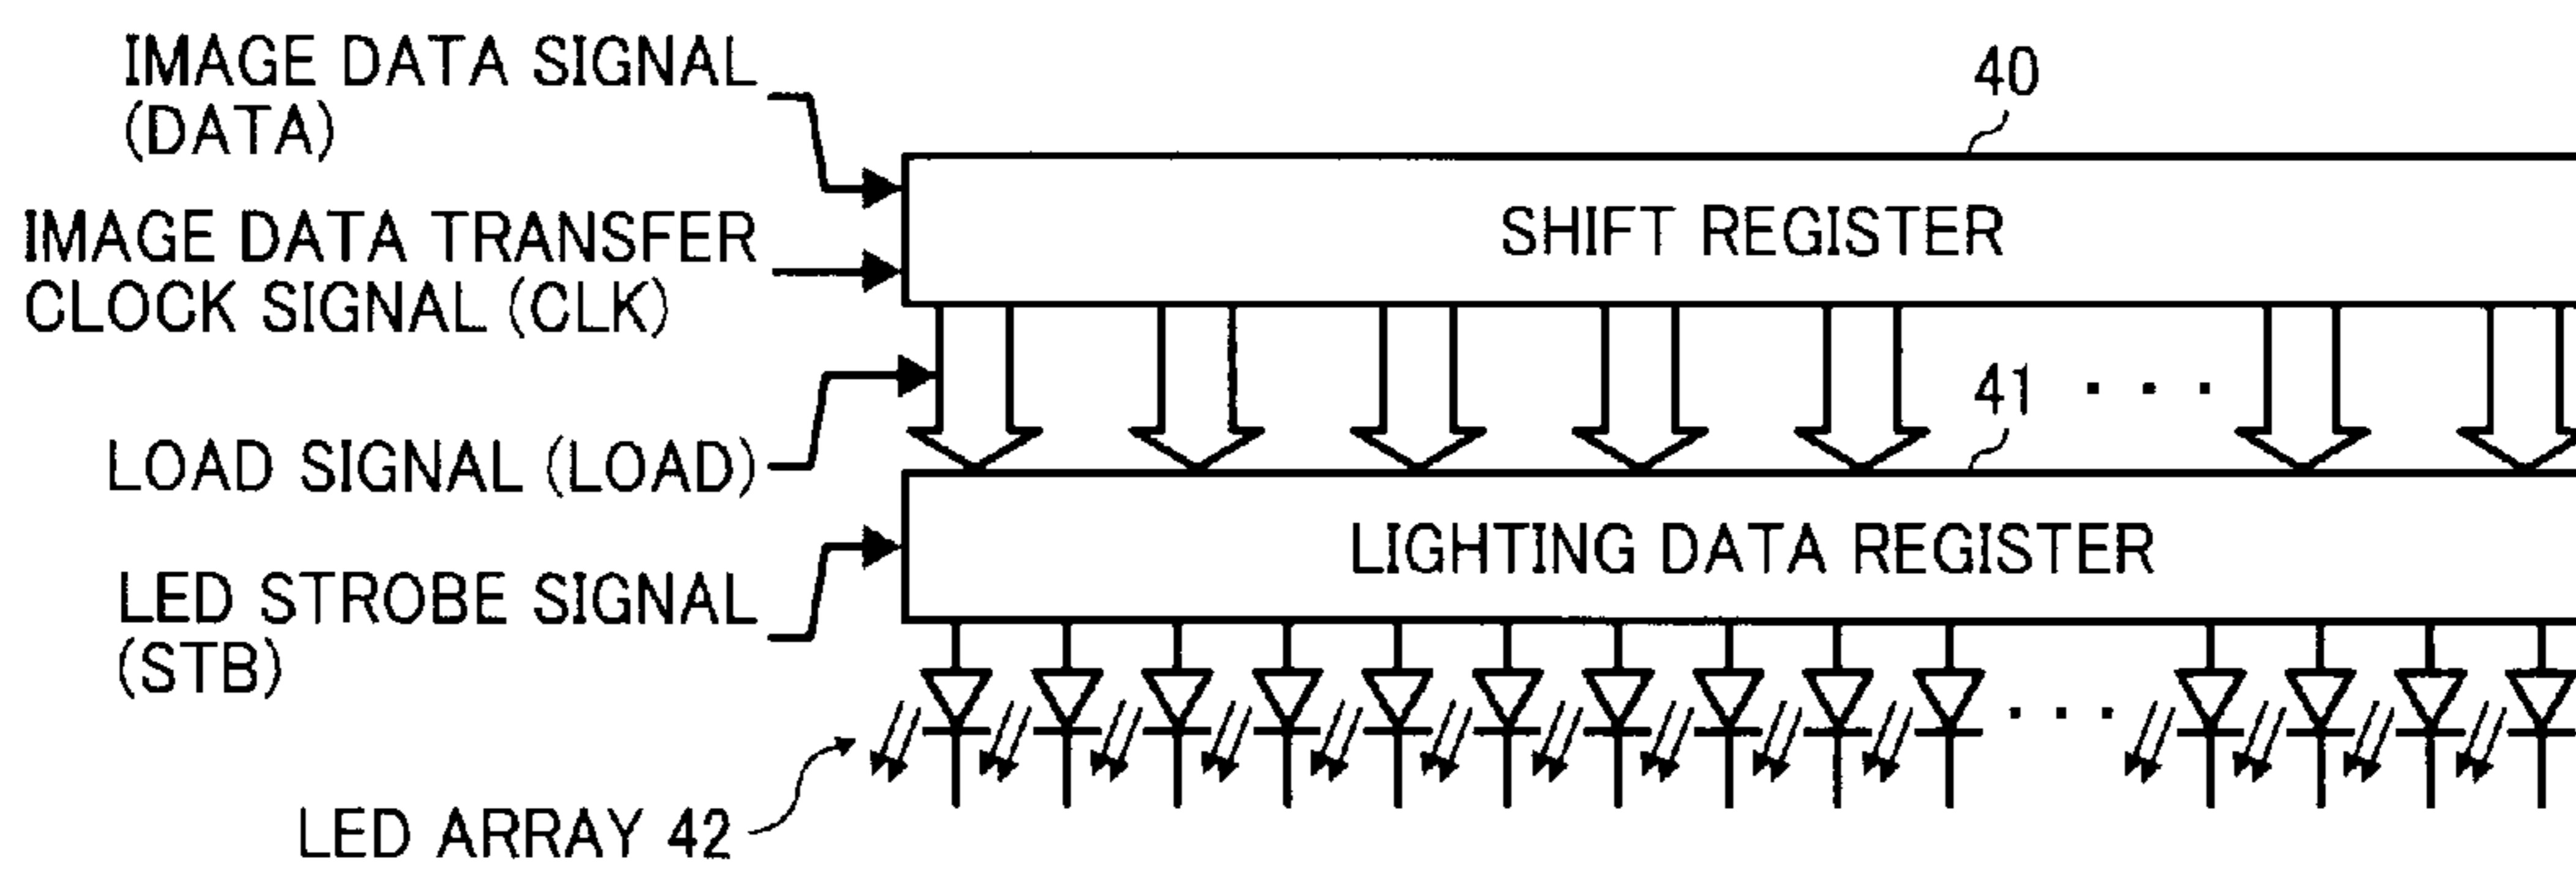 IMAGE DATA SIGNAL
(DATA)
40
IMAGE DATA TRANSFER
CLOCK SIGNAL (CLK)
SHIFT REGISTER
41
LOAD SIGNAL (LOAD)
LIGHTING DATA REGISTER
LED STROBE SIGNAL
(STB)
LED ARRAY 42